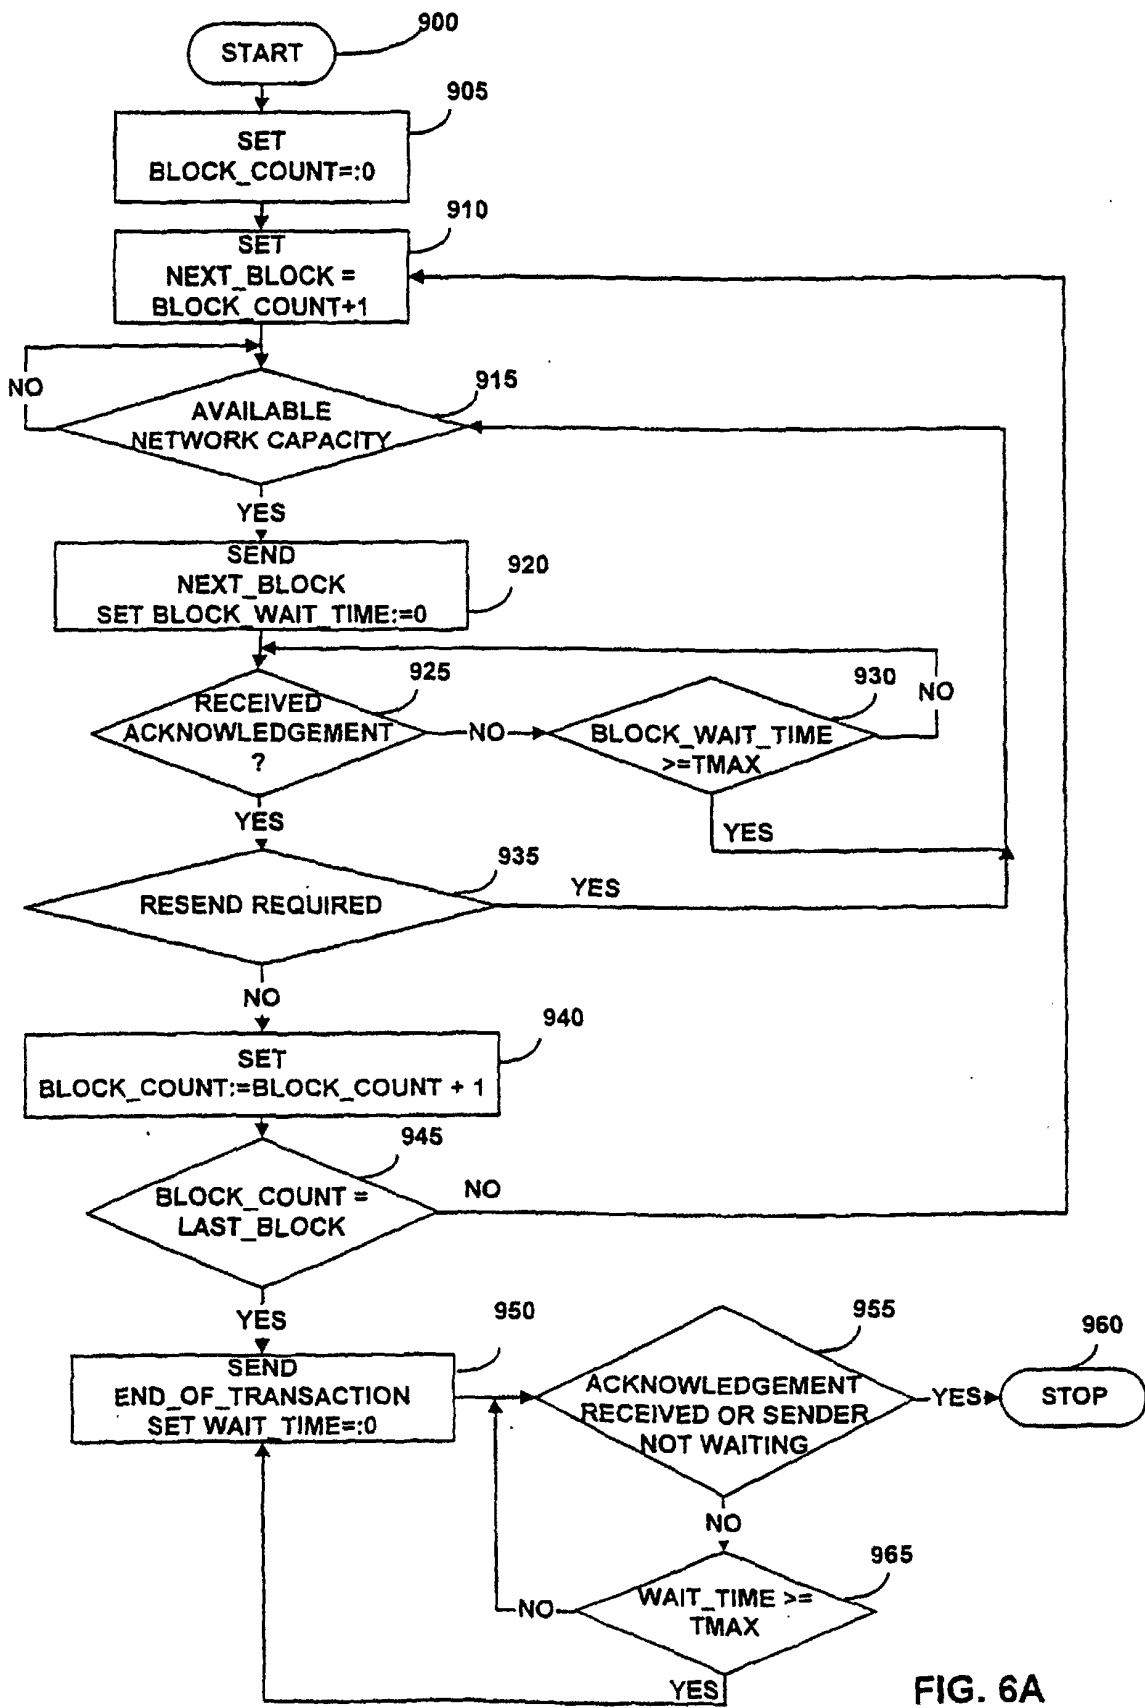 900
START
905
SET
BLOCK_COUNT=:0
910
SET
NEXT_BLOCK =
BLOCK_COUNT+1
NO
915
AVAILABLE
NETWORK CAPACITY
YES
SEND
NEXT_BLOCK
SET BLOCK_WAIT_TIME:=0
920
925
RECEIVED
ACKNOWLEDGEMENT
?
NO
930
BLOCK_WAIT_TIME
>=TMAX
NO
YES
YES
935
RESEND REQUIRED
YES
NO
940
SET
BLOCK_COUNT:=BLOCK_COUNT + 1
945
BLOCK_COUNT =
LAST_BLOCK
NO
YES
950
SEND
END_OF_TRANSACTION
SET WAIT_TIME=:0
955
ACKNOWLEDGEMENT
RECEIVED OR SENDER
NOT WAITING
YES
960
STOP
NO
965
WAIT_TIME >=
TMAX
NO
YES
FIG. 6A